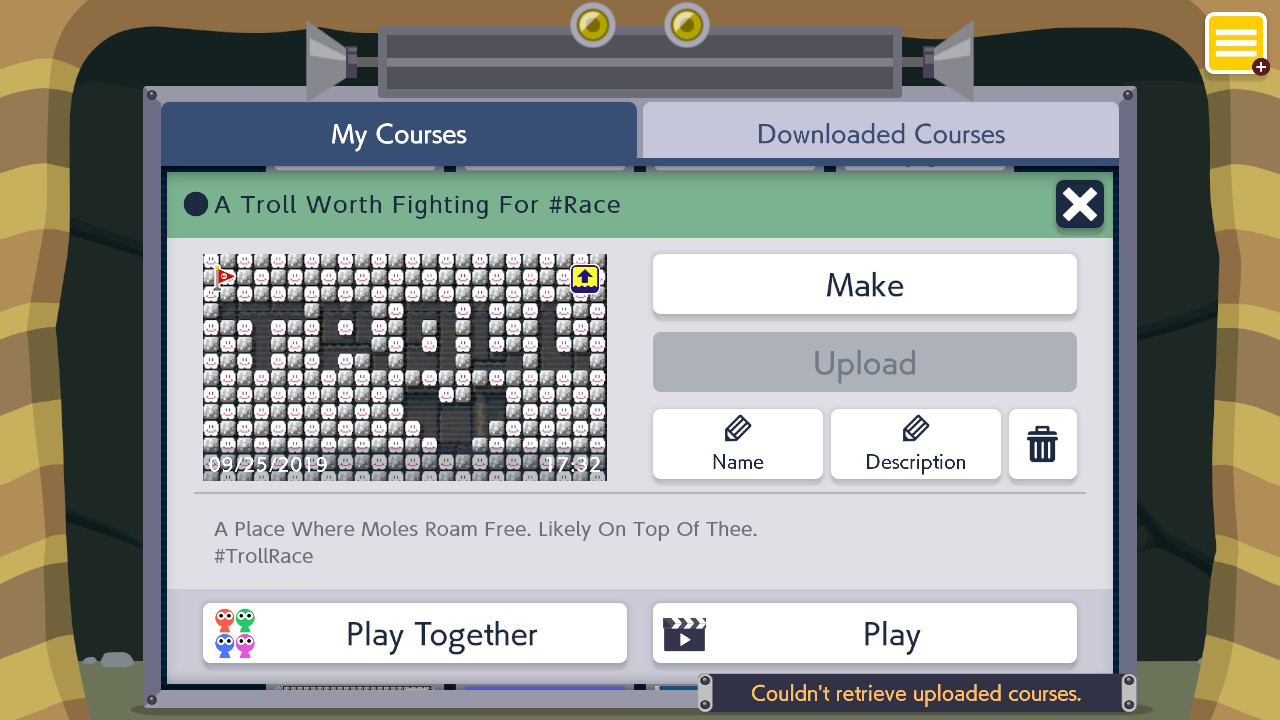 My Courses
Downloaded Courses
A Troll Worth Fighting For #Race
Make
Upload
Name
Description
TROLL
09/25/2019
17:32
A Place Where Moles Roam Free. Likely On Top Of Thee.
#TrollRace
Play Together
Play
Couldn't retrieve uploaded courses.